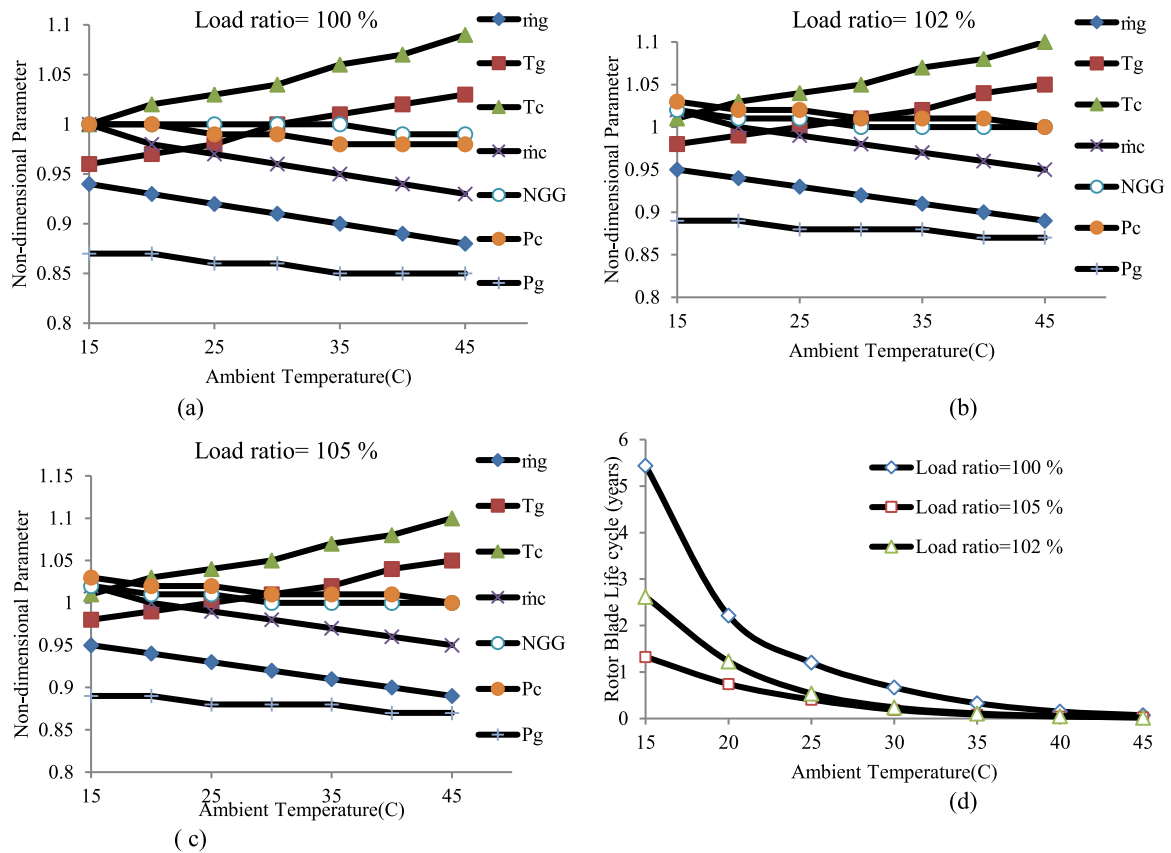 Load ratio= 100 %
Non-dimensional Parameter
1.1
1.05
1
0.95
0.9
0.85
0.8
15 25 35 45
Ambient Temperature(C)
ṁg
Tg
Tc
ṁc
NGG
Pc
Pg
(a)
Load ratio= 102 %
Non-dimensional Parameter
1.1
1.05
1
0.95
0.9
0.85
0.8
15 25 35 45
Ambient Temperature(C)
ṁg
Tg
Tc
ṁc
NGG
Pc
Pg
(b)
Load ratio= 105 %
Non-dimensional Parameter
1.15
1.1
1.05
1
0.95
0.9
0.85
0.8
15 25 35 45
Ambient Temperature(C)
ṁg
Tg
Tc
ṁc
NGG
Pc
Pg
( c)
Rotor Blade Life cycle (years)
6
5
4
3
2
1
0
15 20 25 30 35 40 45
Ambient Temperature(C)
Load ratio=100 %
Load ratio=105 %
Load ratio=102 %
(d)